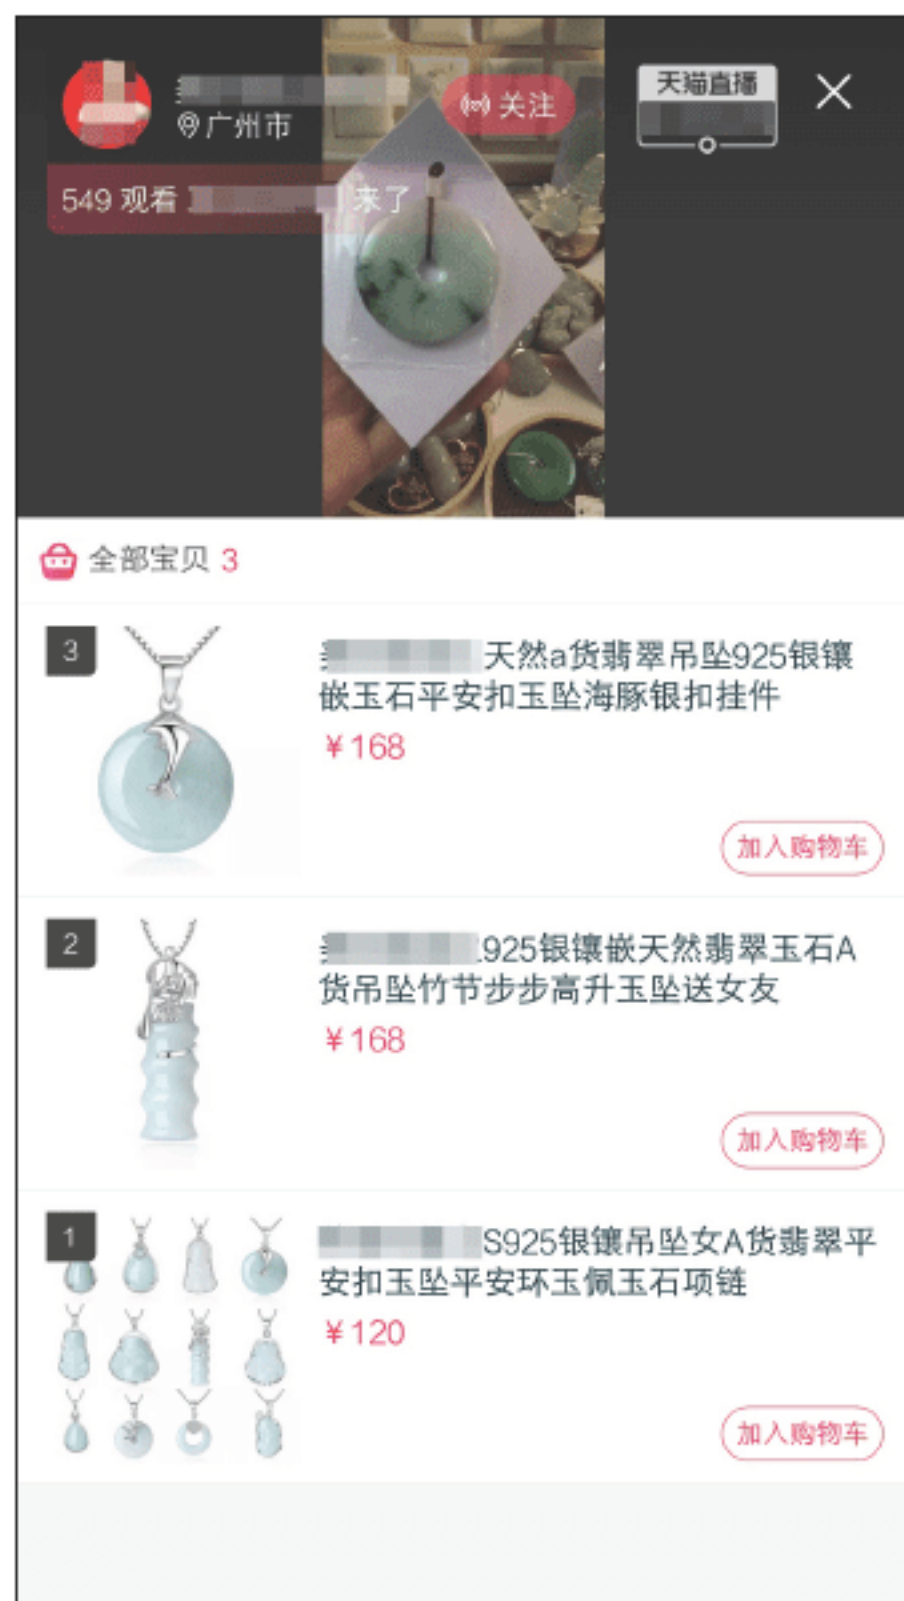 天猫直播
广州市
关注
549 观看
来了
全部宝贝 3
3
天然a货翡翠吊坠925银镶
嵌玉石平安扣玉坠海豚银扣挂件
¥168
加入购物车
2
925银镶嵌天然翡翠玉石A
货吊坠竹节步步高升玉坠送女友
¥168
加入购物车
1
S925银镶吊坠女A货翡翠平
安扣玉坠平安环玉佩玉石项链
¥120
加入购物车